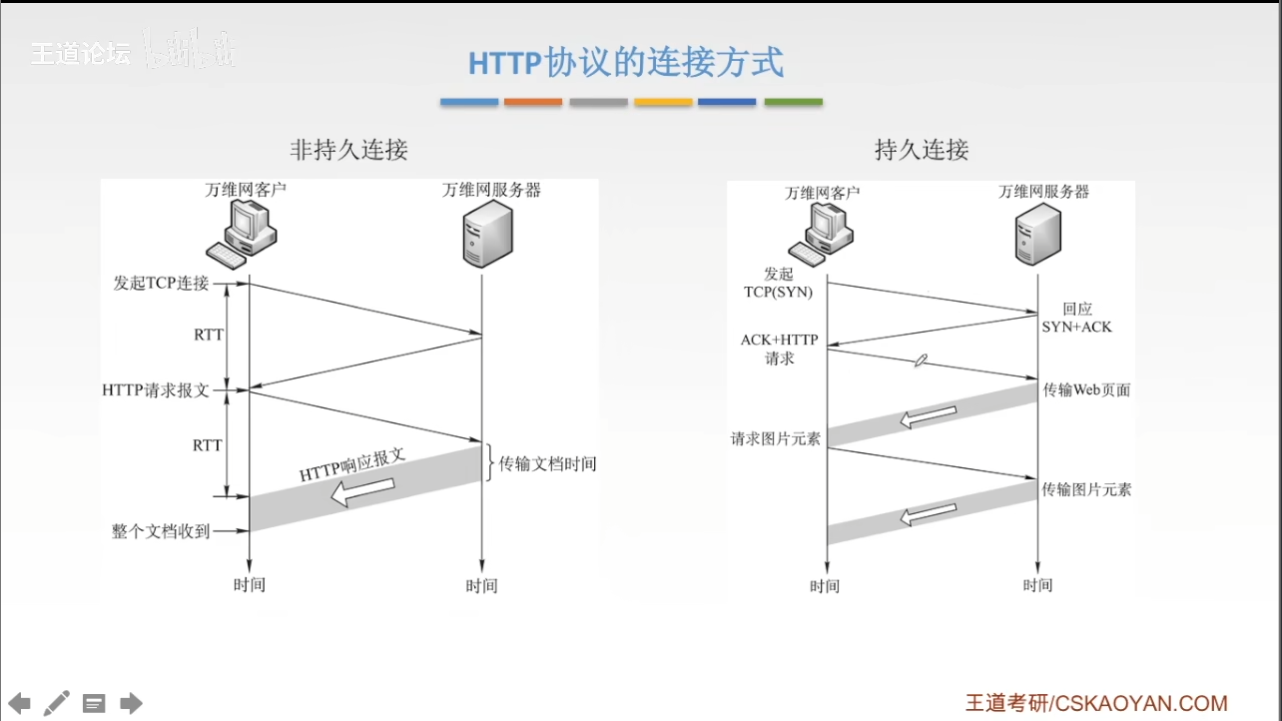 王道论坛 bilibili
HTTP协议的连接方式
非持久连接
万维网客户
万维网服务器
发起TCP连接
RTT
HTTP请求报文
RTT
HTTP响应报文
传输文档时间
整个文档收到
时间
时间
持久连接
万维网客户
万维网服务器
发起
TCP(SYN)
回应
SYN+ACK
ACK+HTTP
请求
传输Web页面
请求图片元素
传输图片元素
时间
时间
王道考研/CSKAOYAN.COM